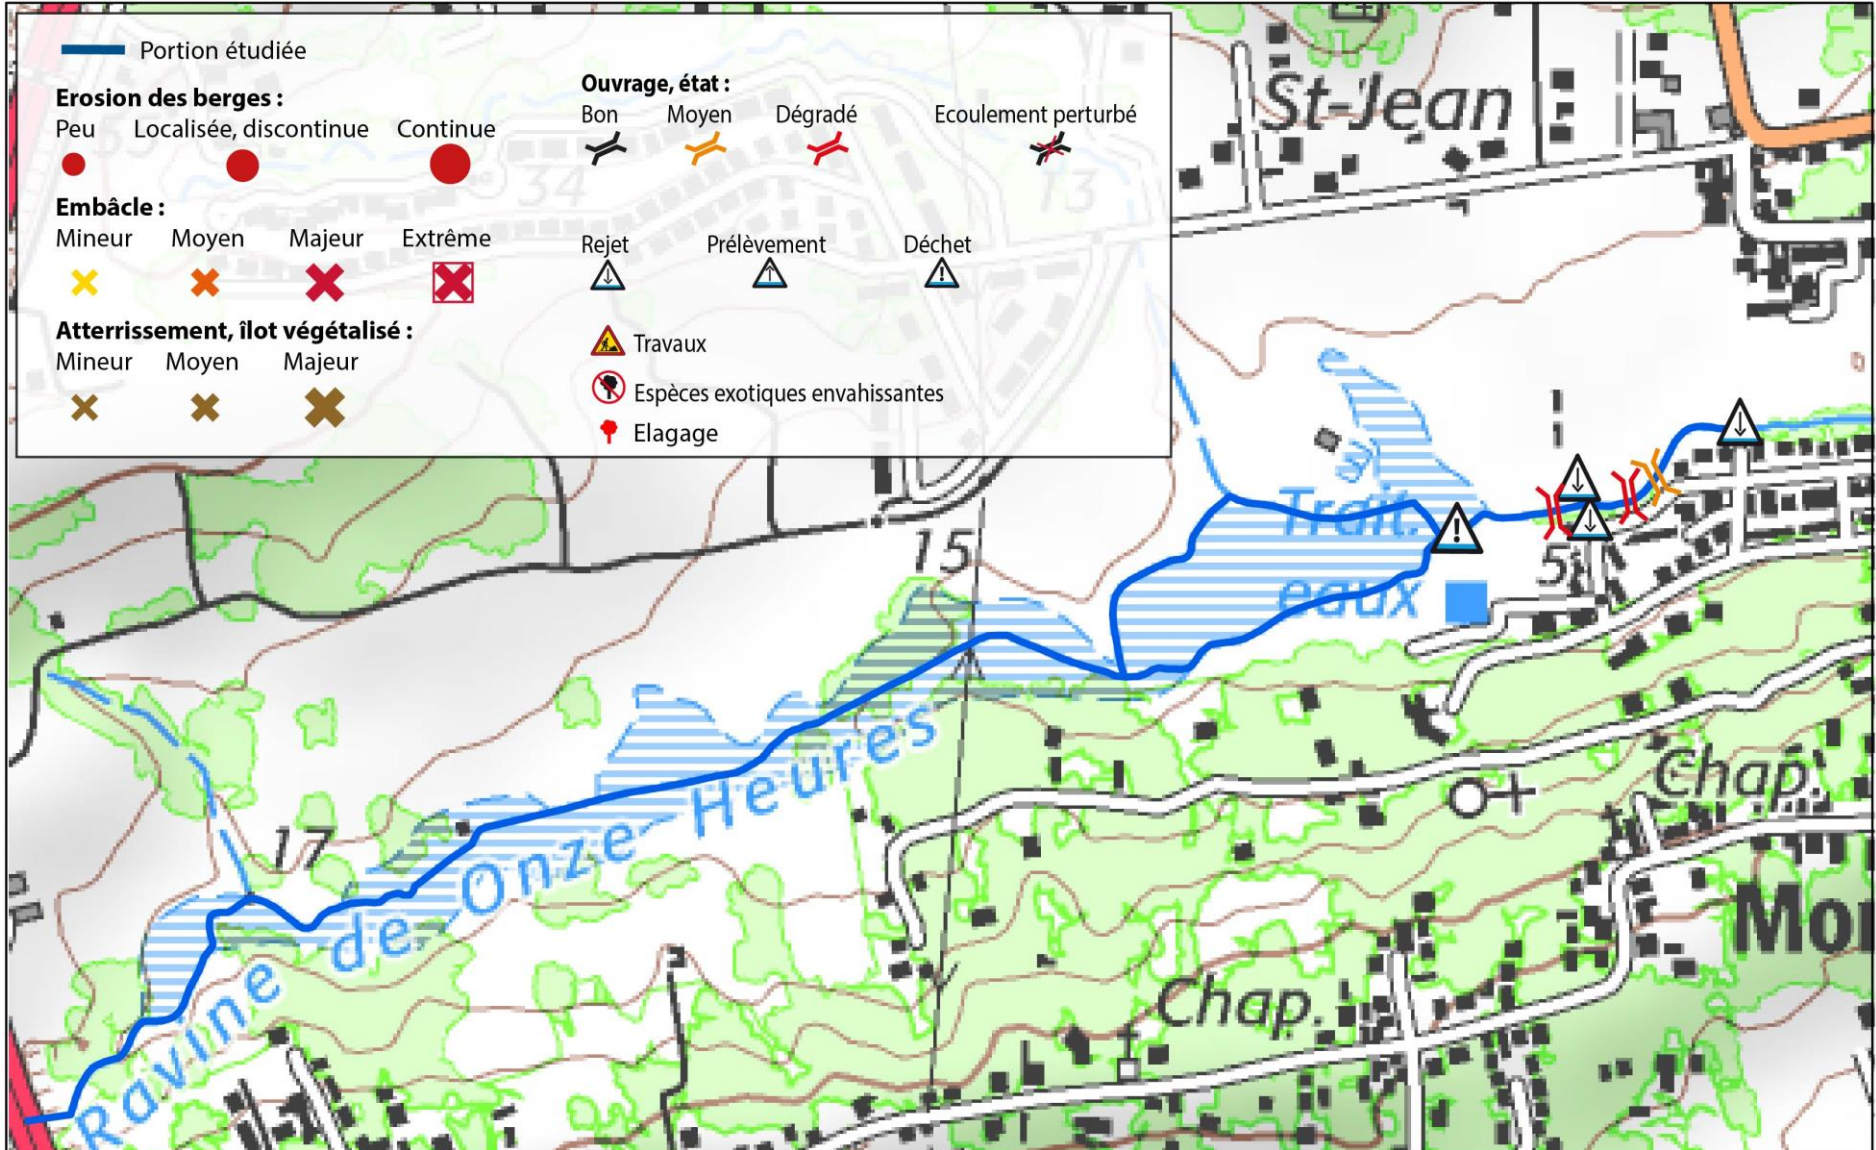 Portion étudiée
Erosion des berges :
Peu Localisée, discontinue Continue
Embâcle :
Mineur Moyen Majeur Extrême
Atterrissement, îlot végétalisé :
Mineur Moyen Majeur
Ouvrage, état :
Bon Moyen Dégradé Ecoulement perturbé
Rejet Prélèvement Déchet
Travaux
Espèces exotiques envahissantes
Elagage
34
13
St-Jean
15
Trait.
eaux
5
17
Ravine de Onze Heures
Chap.
Chap.
Mor